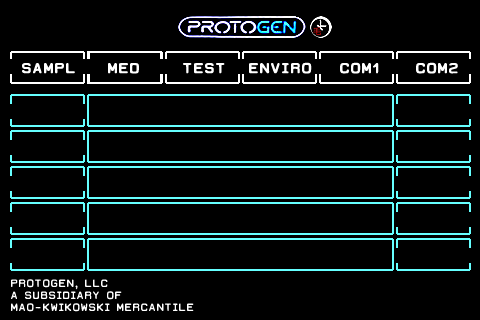 PROTOGEN
SAMPL MED TEST ENVIRO COM1 COM2
PROTOGEN, LLC
A SUBSIDIARY OF
MAO-KWIKOWSKI MERCANTILE